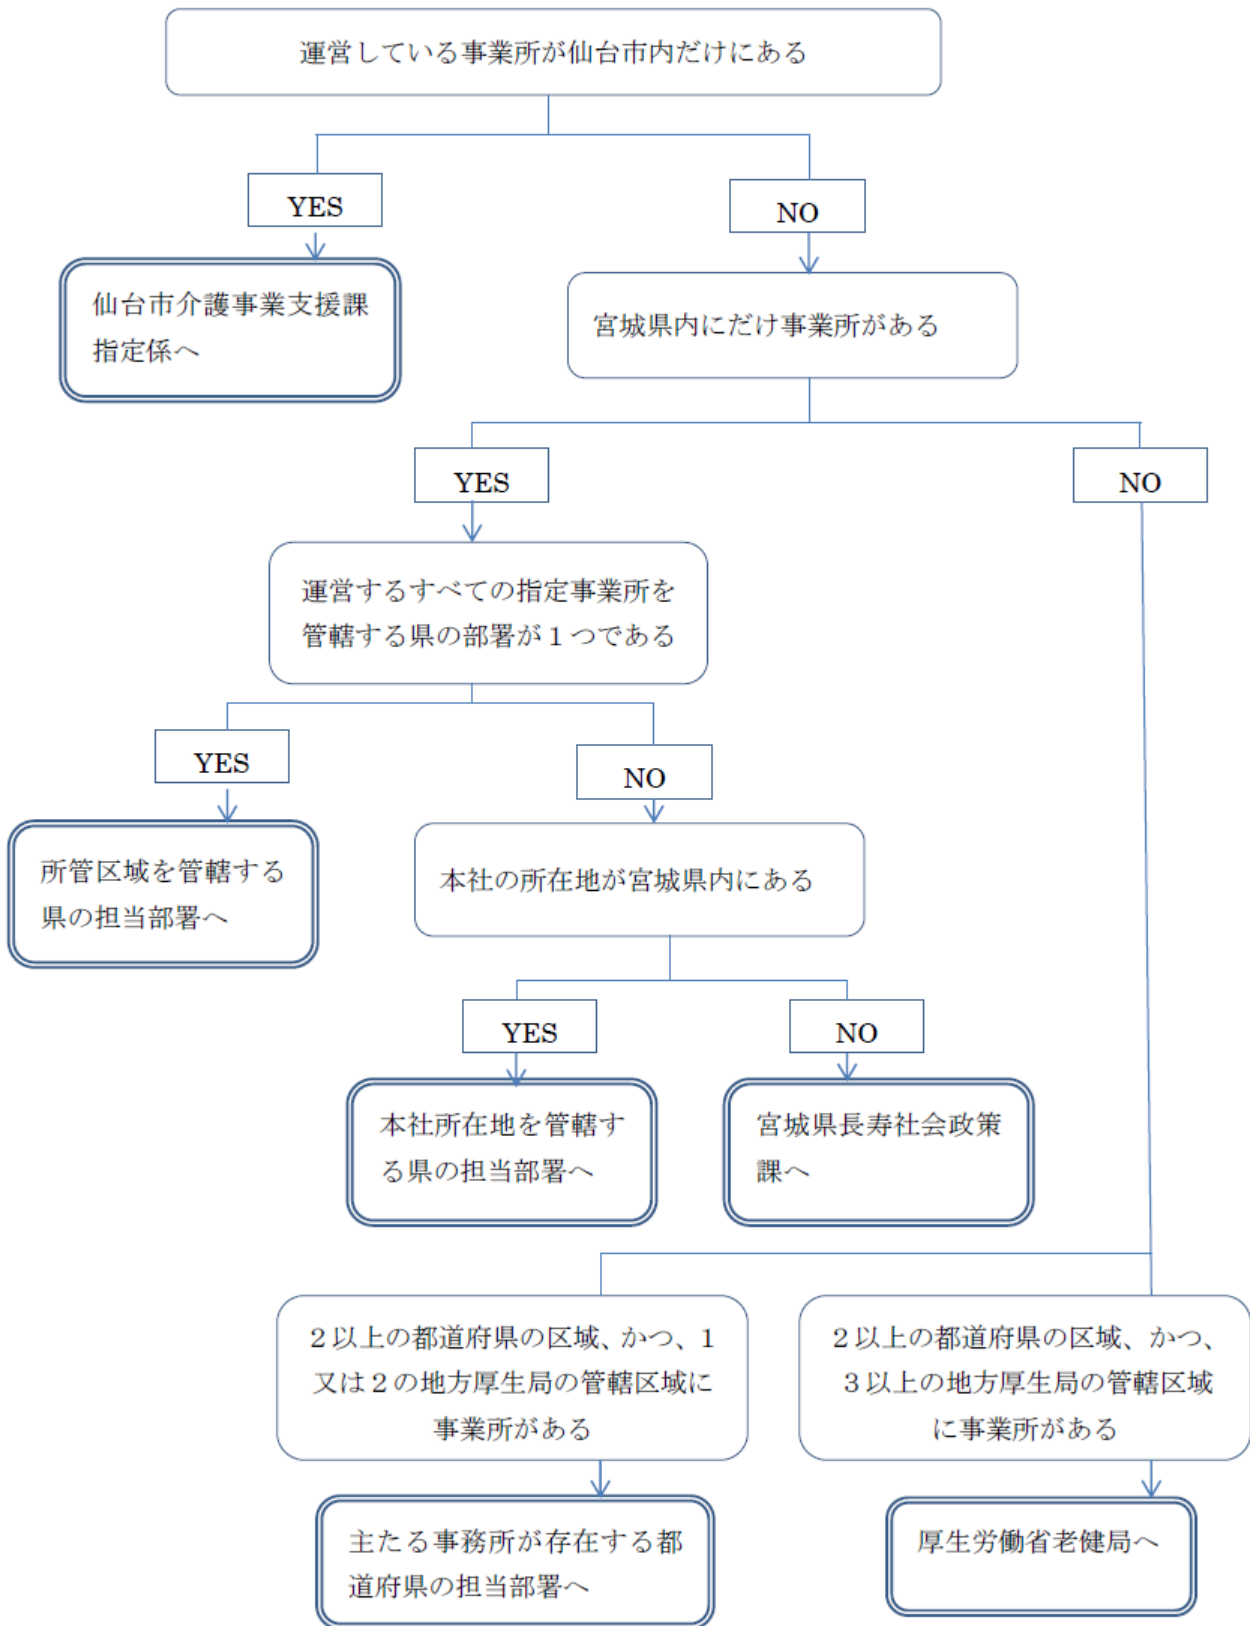 運営している事業所が仙台市内だけにある
YES
NO
仙台市介護事業支援課
指定係へ
宮城県内にだけ事業所がある
YES
NO
運営するすべての指定事業所を
管轄する県の部署が１つである
YES
NO
所管区域を管轄する
県の担当部署へ
本社の所在地が宮城県内にある
YES
NO
本社所在地を管轄す
る県の担当部署へ
宮城県長寿社会政策
課へ
２以上の都道府県の区域、かつ、１
又は２の地方厚生局の管轄区域に
事業所がある
２以上の都道府県の区域、かつ、
３以上の地方厚生局の管轄区域
に事業所がある
主たる事務所が存在する都
道府県の担当部署へ
厚生労働省老健局へ